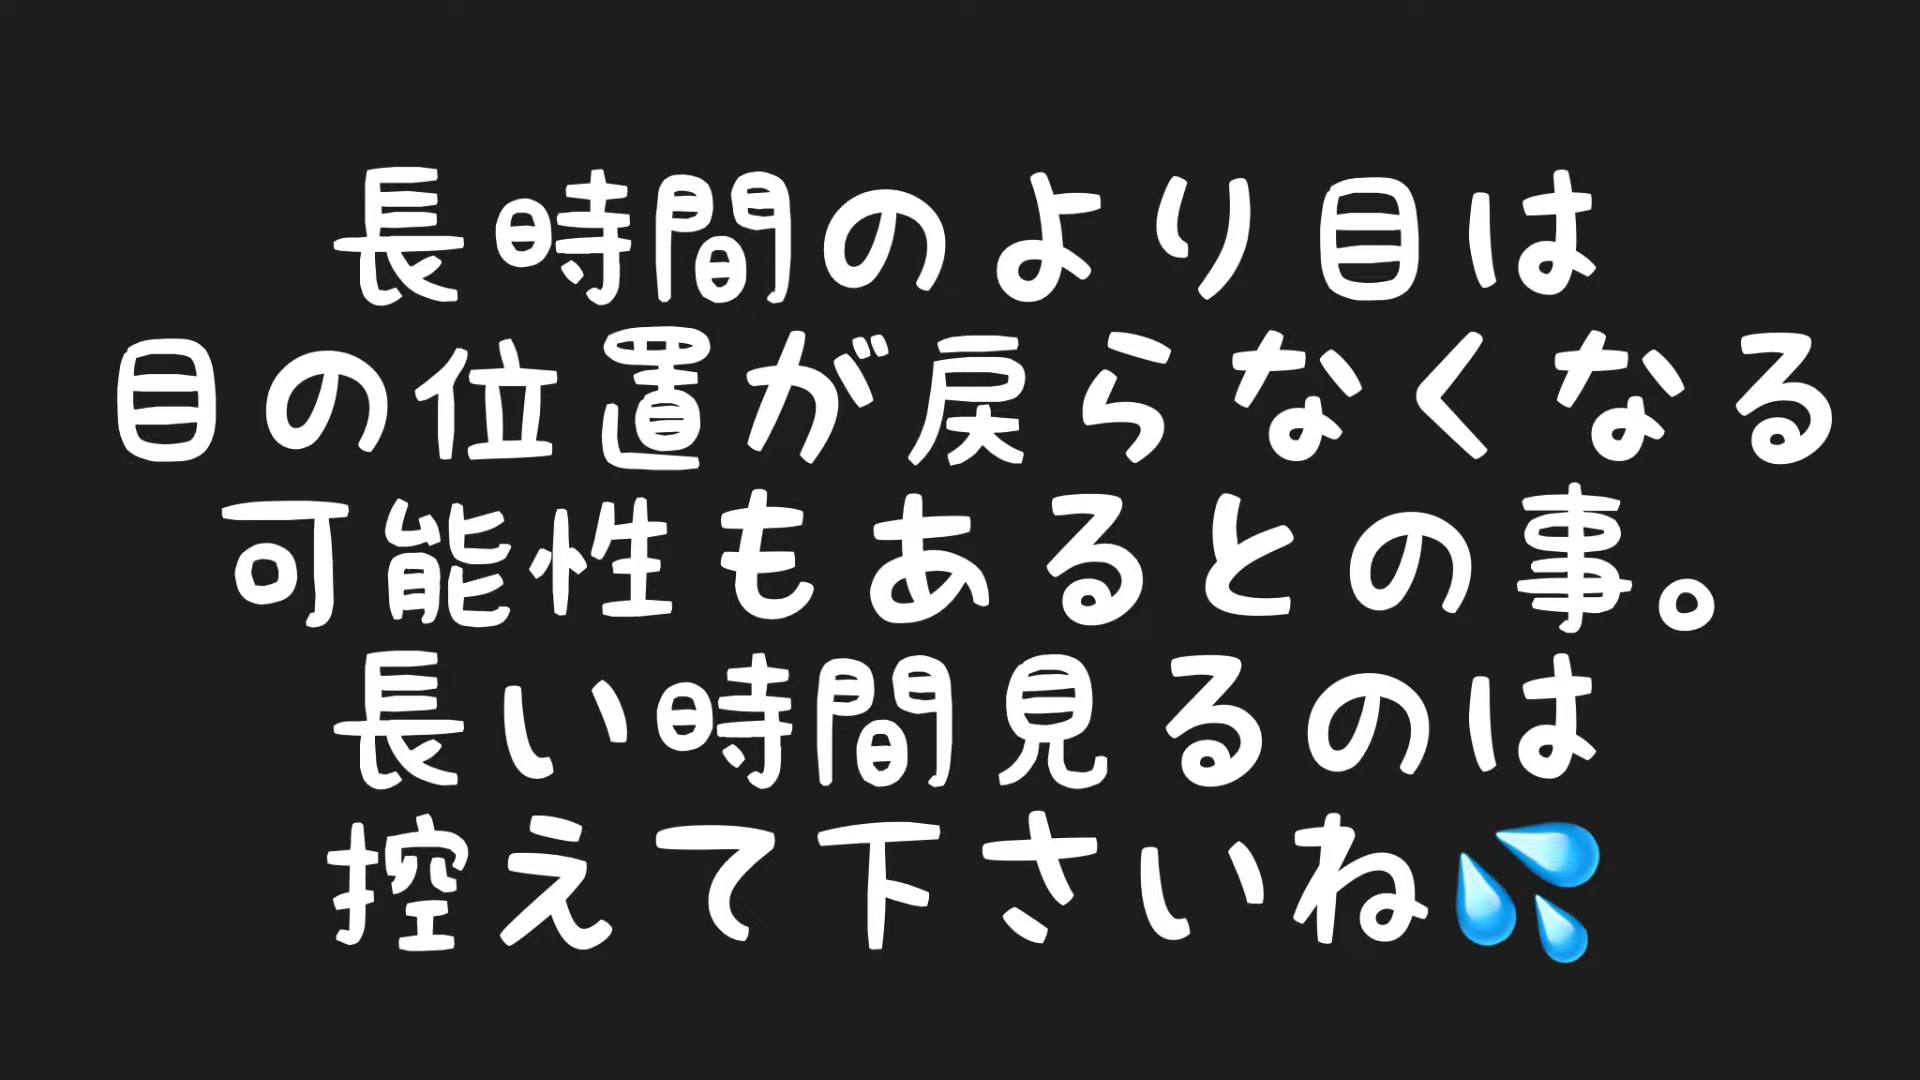 長時間のより目は
目の位置が戻らなくなる
可能性もあるとの事。
長い時間見るのは
控えて下さいね💦